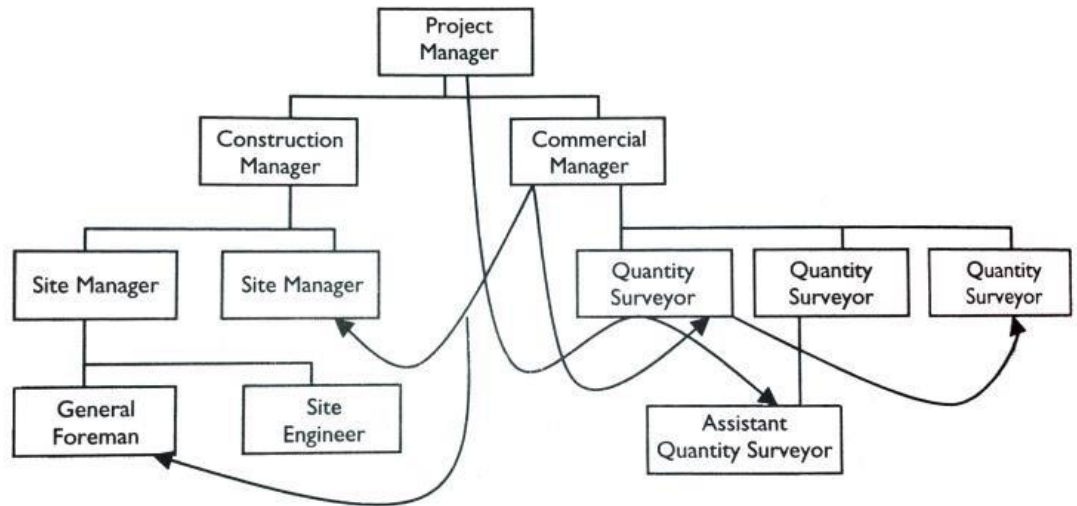 Project
Manager
Construction
Manager
Commercial
Manager
Site Manager
Site Manager
Quantity
Surveyor
Quantity
Surveyor
Quantity
Surveyor
General
Foreman
Site
Engineer
Assistant
Quantity Surveyor